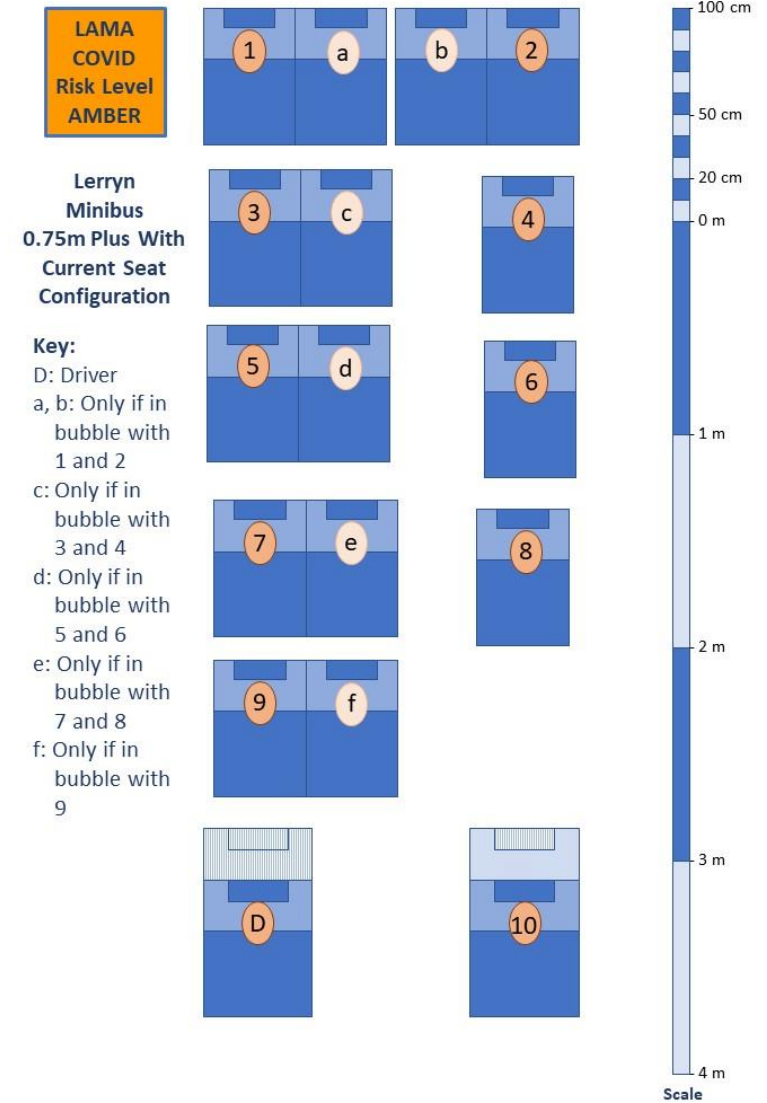 LAMA
COVID
Risk Level
AMBER
Lerryn
Minibus
0.75m Plus With
Current Seat
Configuration
Key:
D: Driver
a, b: Only if in
bubble with
1 and 2
c: Only if in
bubble with
3 and 4
d: Only if in
bubble with
5 and 6
e: Only if in
bubble with
7 and 8
f: Only if in
bubble with
9
1 a b 2
3 c 4
5 d 6
7 e 8
9 f
D 10
100 cm
50 cm
20 cm
0 m
1 m
2 m
3 m
4 m
Scale